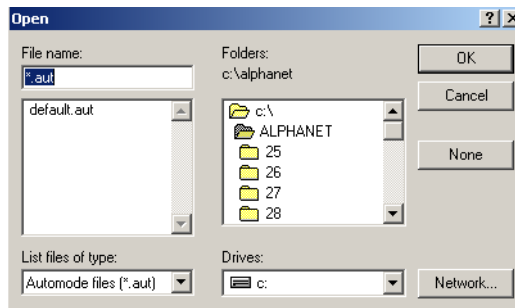 Open
File name:
*.aut
default.aut
List files of type:
Automode files (*.aut)
Folders:
c:\alphanet
c:\
ALPHANET
25
26
27
28
Drives:
c:
OK
Cancel
None
Network...